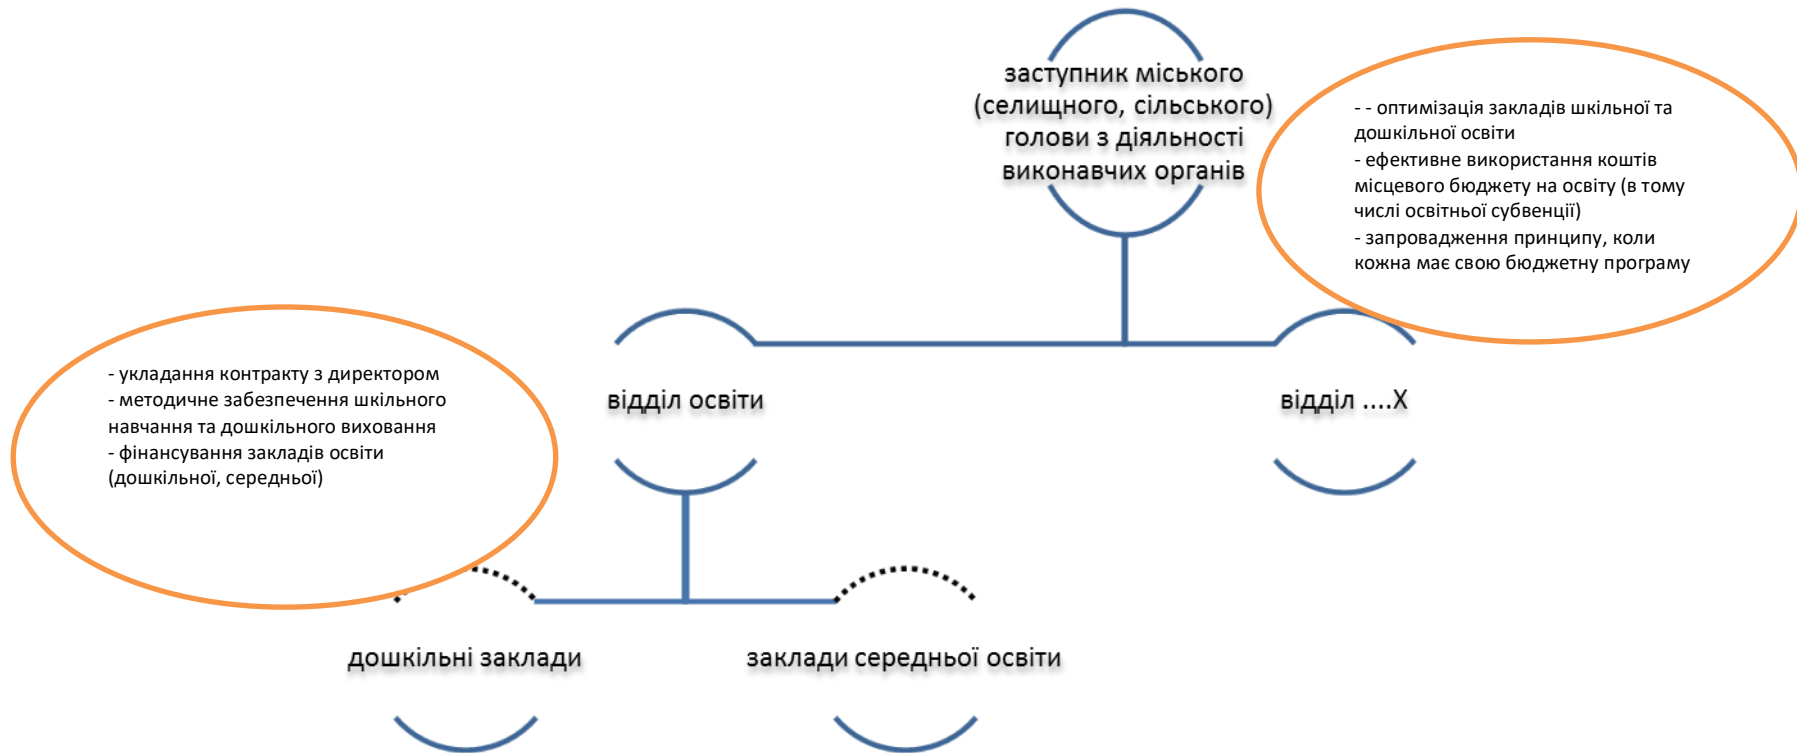 заступник міського
(селищного, сільського)
голови з діяльності
виконавчих органів
- - оптимізація закладів шкільної та
дошкільної освіти
- ефективне використання коштів
місцевого бюджету на освіту (в тому
числі освітньої субвенції)
- запровадження принципу, коли
кожна має свою бюджетну програму
- укладання контракту з директором
- методичне забезпечення шкільного
навчання та дошкільного виховання
- фінансування закладів освіти
(дошкільної, середньої)
відділ освіти
відділ ....Х
дошкільні заклади
заклади середньої освіти